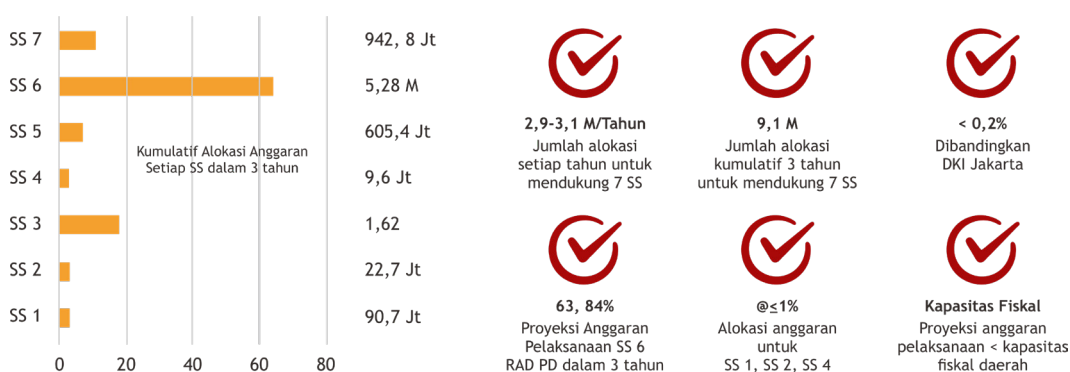 SS 7
942, 8 Jt
SS 6
5,28 M
SS 5
605,4 Jt
Kumulatif Alokasi Anggaran
Setiap SS dalam 3 tahun
SS 4
9,6 Jt
SS 3
1,62
SS 2
22,7 Jt
SS 1
90,7 Jt
0
20
40
60
80
2,9-3,1 M/Tahun
Jumlah alokasi
setiap tahun untuk
mendukung 7 SS
9,1 M
Jumlah alokasi
kumulatif 3 tahun
untuk mendukung 7 SS
< 0,2%
Dibandingkan
DKI Jakarta
63, 84%
Proyeksi Anggaran
Pelaksanaan SS 6
RAD PD dalam 3 tahun
@≤1%
Alokasi anggaran
untuk
SS 1, SS 2, SS 4
Kapasitas Fiskal
Proyeksi anggaran
pelaksanaan < kapasitas
fiskal daerah